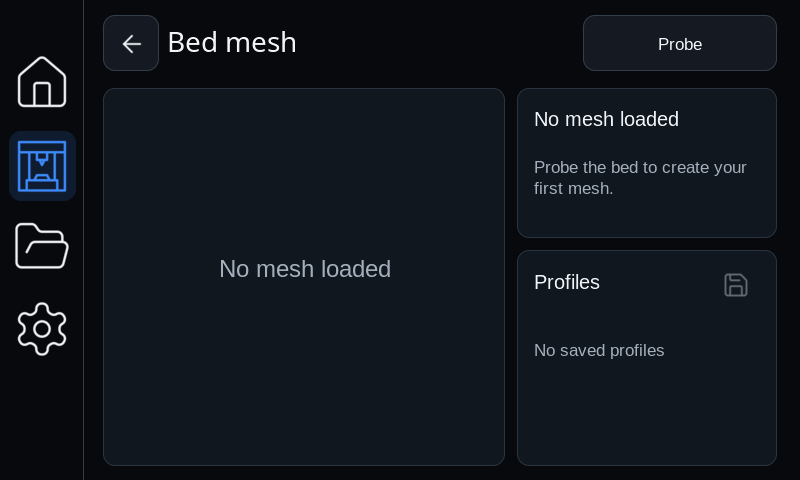 Bed mesh
Probe
No mesh loaded
No mesh loaded
Probe the bed to create your
first mesh.
Profiles
No saved profiles